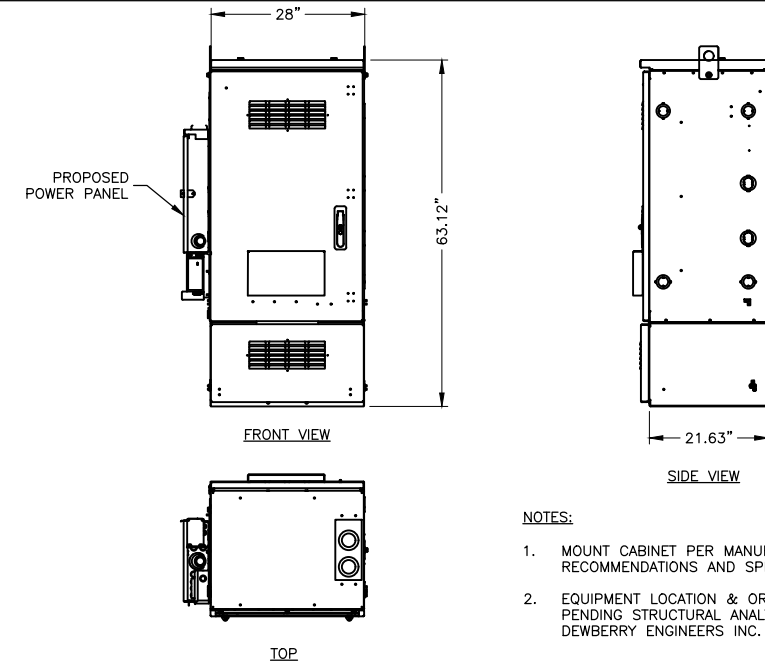 28"
PROPOSED
POWER PANEL
63.12"
FRONT VIEW
21.63"
SIDE VIEW
TOP
NOTES:
1. MOUNT CABINET PER
RECOMMENDATIONS AND
2. EQUIPMENT LOCATION &
PENDING STRUCTURAL
DEWBERRY ENGINEERS INC.